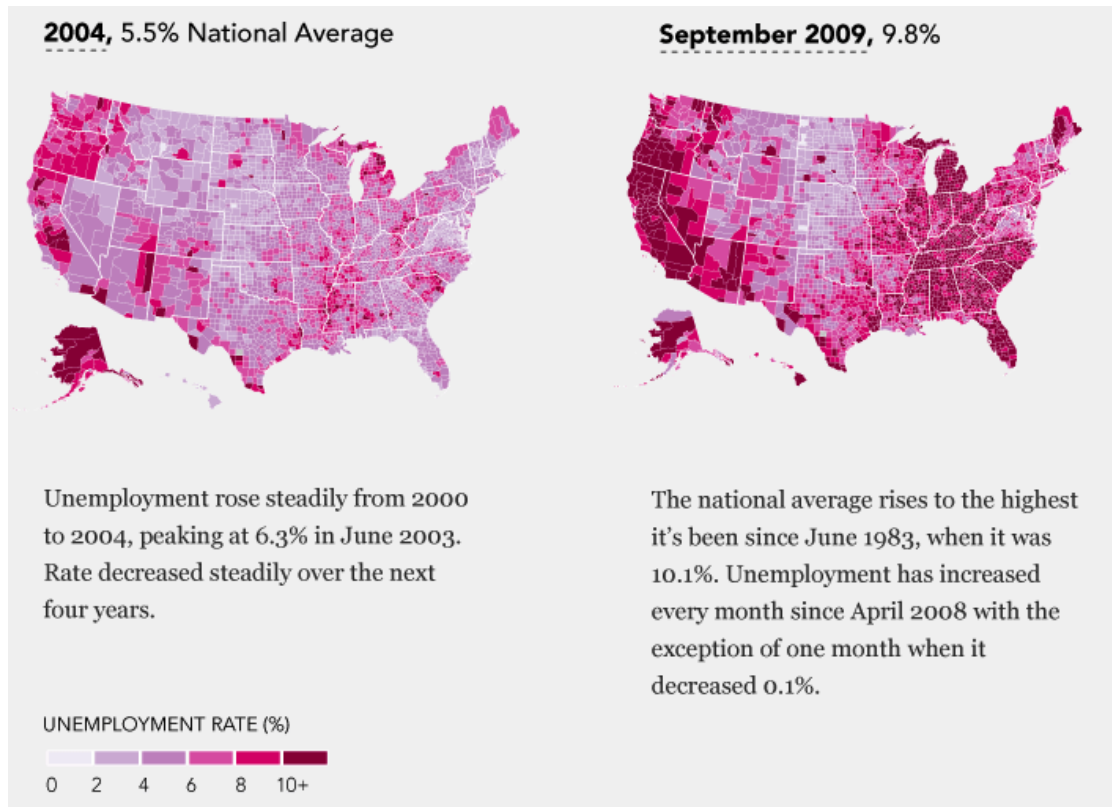 2004, 5.5% National Average
September 2009, 9.8%
Unemployment rose steadily from 2000
to 2004, peaking at 6.3% in June 2003.
Rate decreased steadily over the next
four years.
The national average rises to the highest
it’s been since June 1983, when it was
10.1%. Unemployment has increased
every month since April 2008 with the
exception of one month when it
decreased 0.1%.
UNEMPLOYMENT RATE (%)
0 2 4 6 8 10+